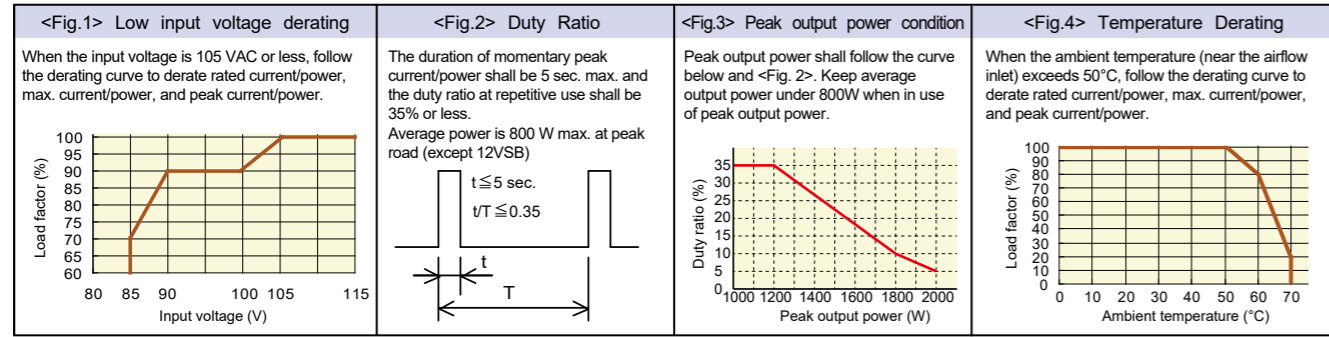 <Fig.1> Low input voltage derating
When the input voltage is 105 VAC or less, follow
the derating curve to derate rated current/power,
max. current/power, and peak current/power.
Load factor (%)
100
95
90
85
80
75
70
65
60
80 85 90 100 105 115
Input voltage (V)
<Fig.2> Duty Ratio
The duration of momentary peak
current/power shall be 5 sec. max. and
the duty ratio at repetitive use shall be
35% or less.
Average power is 800 W max. at peak
road (except 12VSB)
t≦5 sec.
t/T≦0.35
t
T
<Fig.3> Peak output power condition
Peak output power shall follow the curve
below and <Fig. 2>. Keep average
output power under 800W when in use
of peak output power.
Duty ratio (%)
35
30
25
20
15
10
5
0
1000 1200 1400 1600 1800 2000
Peak output power (W)
<Fig.4> Temperature Derating
When the ambient temperature (near the airflow
inlet) exceeds 50°C, follow the derating curve to
derate rated current/power, max. current/power,
and peak current/power.
Load factor (%)
100
90
80
70
60
50
40
30
20
10
0
0 10 20 30 40 50 60 70
Ambient temperature (°C)